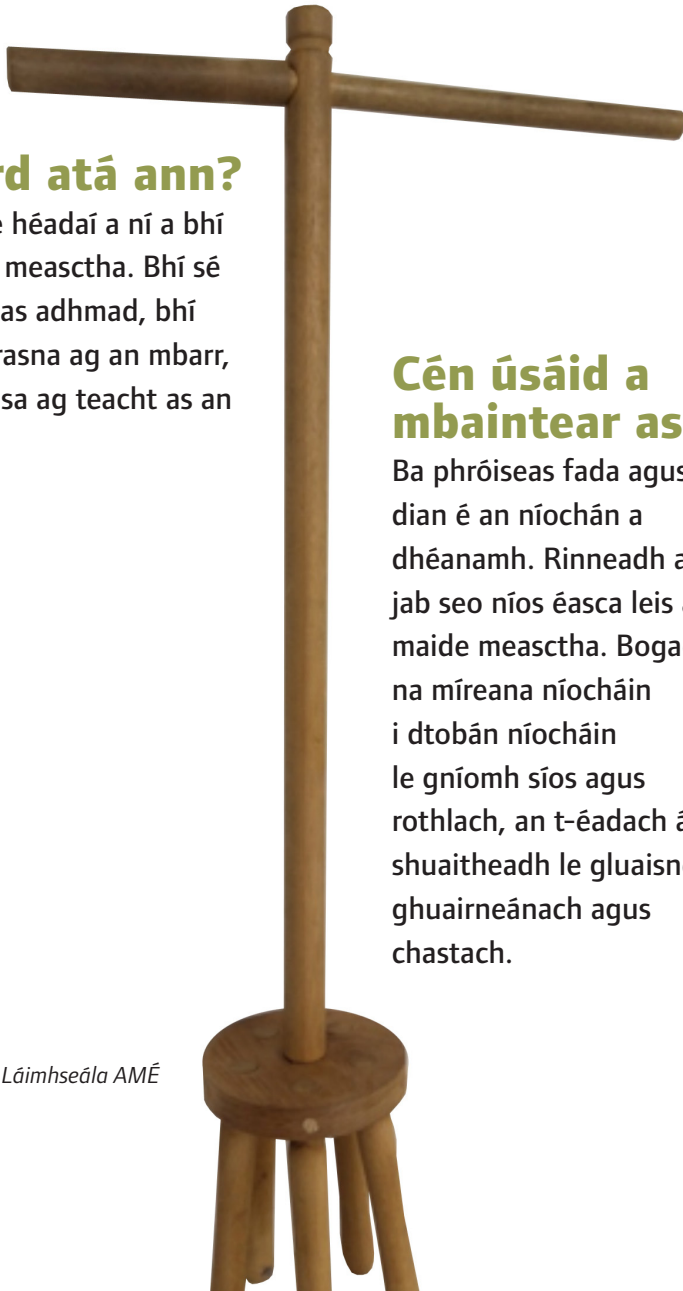 rd atá ann?
héadaí a ní a bhí
measctha. Bhí sé
as adhmad, bhí
rasna ag an mbarr,
sa ag teacht as an
Cén úsáid a
mbaintear as
Ba phróiseas fada agus
dian é an níochán a
dhéanamh. Rinneadh a
jab seo níos éasca leis
maide measctha. Boga
na míreana níocháin
i dtobán níocháin
le gníomh síos agus
rothlach, an t-éadach á
shuaitheadh le gluaisn
ghuairneánach agus
chastach.
Láimhseála AMÉ